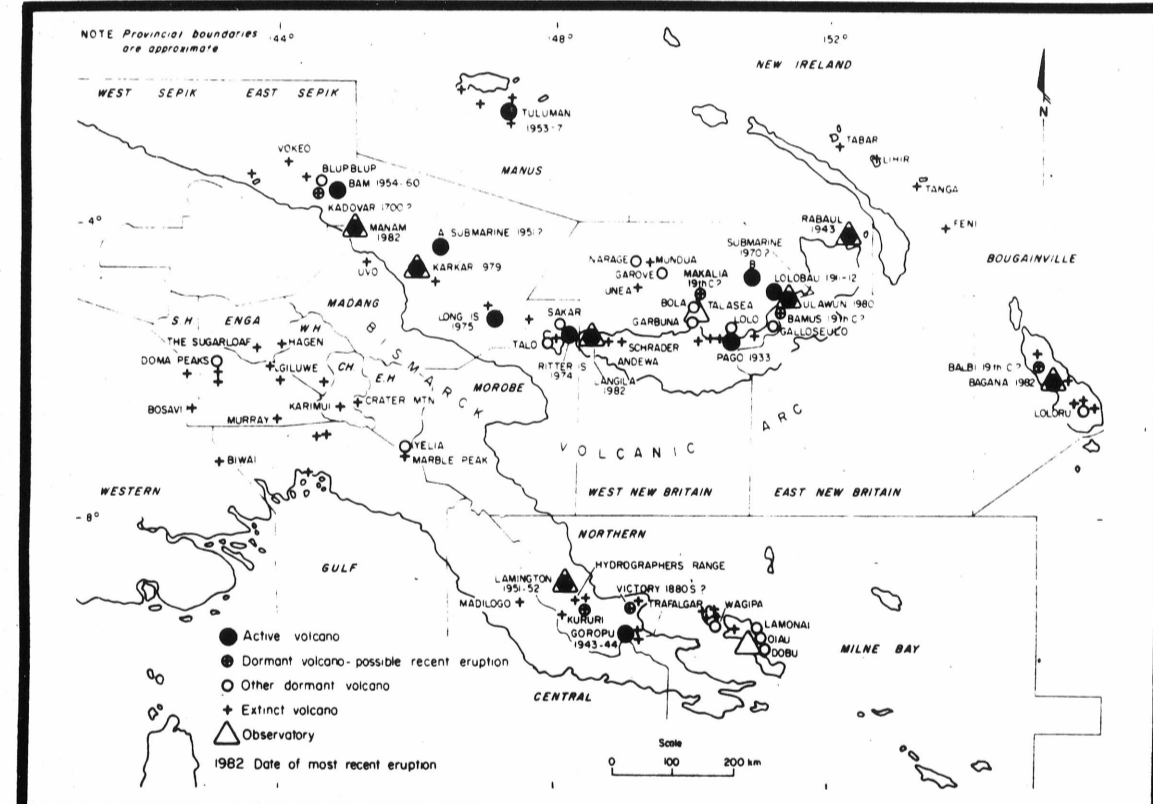 NOTE Provincial boundaries
are approximate
44°
48°
152°
NEW IRELAND
WEST SEPIK
EAST SEPIK
TULUMAN
1953-7
MANUS
VOKEO
BLUPBLUP
BAM 1954-60
KADOVAR 1700?
TABAR
LIHIR
TANGA
FENI
- 4°
MANAM
1982
A SUBMARINE 1951?
KARKAR 979
UVO
RABAUL
1943
SUBMARINE
1970?
B
BOUGAINVILLE
NARAGE
MUNDUA
GAROVE
UNEA
MAKALIA
19th C?
LOLOBAU 1911-12
ULAWUN 1980
BAMUS 19th C?
GALLOSEULO
BOLA
TALASEA
GARBUNA
LOLO
PAGO 1933
MADANG
LONG IS
1975
SAKAR
TALO
RITTER IS
1974
LANGILA
1982
ANDEWA
SCHRADER
S.H
ENGA
W H
THE SUGARLOAF
HAGEN
DOMA PEAKS
GILUWE
CH
E.H
MOROBE
BISMARCK
VOLCANIC
ARC
BOSAVI
MURRAY
KARIMUI
CRATER MTN
BALBI 19th C?
BAGANA 1982
LOLORU
YELIA
MARBLE PEAK
BIWAI
WESTERN
WEST NEW BRITAIN
EAST NEW BRITAIN
- 8°
GULF
NORTHERN
HYDROGRAPHERS RANGE
LAMINGTON
1951-52
VICTORY 1880'S?
MADILOGO
TRAFALGAR
WAGIPA
KURURI
GOROPU
1943-44
LAMONAI
OIAU
DOBU
MILNE BAY
CENTRAL
Active volcano
Dormant volcano-possible recent eruption
Other dormant volcano
Extinct volcano
Observatory
1982 Date of most recent eruption
N
Scale
0 100 200 km